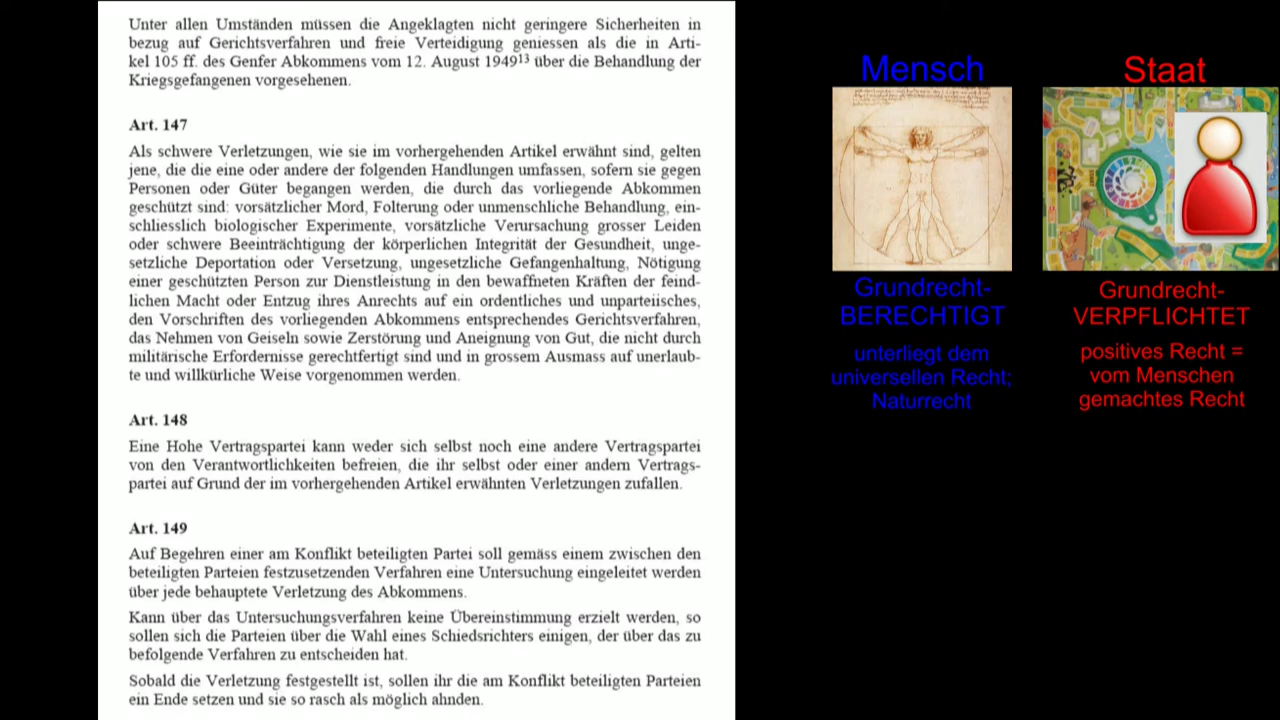 Unter allen Umständen müssen die Angeklagten nicht geringere Sicherheiten in
bezug auf Gerichtsverfahren und freie Verteidigung geniessen als die in Arti-
kel 105 ff. des Genfer Abkommens vom 12. August 1949¹³ über die Behandlung der
Kriegsgefangenen vorgesehenen.
Art. 147
Als schwere Verletzungen, wie sie im vorhergehenden Artikel erwähnt sind, gelten
jene, die die eine oder andere der folgenden Handlungen umfassen, sofern sie gegen
Personen oder Güter begangen werden, die durch das vorliegende Abkommen
geschützt sind: vorsätzlicher Mord, Folterung oder unmenschliche Behandlung, ein-
schliesslich biologischer Experimente, vorsätzliche Verursachung grosser Leiden
oder schwere Beeinträchtigung der körperlichen Integrität der Gesundheit, unge-
setzliche Deportation oder Versetzung, ungesetzliche Gefangenhaltung, Nötigung
einer geschützten Person zur Dienstleistung in den bewaffneten Kräften der feind-
lichen Macht oder Entzug ihres Anrechts auf ein ordentliches und unparteiisches,
den Vorschriften des vorliegenden Abkommens entsprechendes Gerichtsverfahren,
das Nehmen von Geiseln sowie Zerstörung und Aneignung von Gut, die nicht durch
militärische Erfordernisse gerechtfertigt sind und in grossem Ausmass auf unerlaub-
te und willkürliche Weise vorgenommen werden.
Art. 148
Eine Hohe Vertragspartei kann weder sich selbst noch eine andere Vertragspartei
von den Verantwortlichkeiten befreien, die ihr selbst oder einer andern Vertrags-
partei auf Grund der im vorhergehenden Artikel erwähnten Verletzungen zufallen.
Art. 149
Auf Begehren einer am Konflikt beteiligten Partei soll gemäss einem zwischen den
beteiligten Parteien festzusetzenden Verfahren eine Untersuchung eingeleitet werden
über jede behauptete Verletzung des Abkommens.
Kann über das Untersuchungsverfahren keine Übereinstimmung erzielt werden, so
sollen sich die Parteien über die Wahl eines Schiedsrichters einigen, der über das zu
befolgende Verfahren zu entscheiden hat.
Sobald die Verletzung festgestellt ist, sollen ihr die am Konflikt beteiligten Parteien
ein Ende setzen und sie so rasch als möglich ahnden.
Mensch
Grundrecht-
BERECHTIGT
unterliegt dem
universellen Recht;
Naturrecht
Staat
Grundrecht-
VERPFLICHTET
positives Recht =
vom Menschen
gemachtes Recht